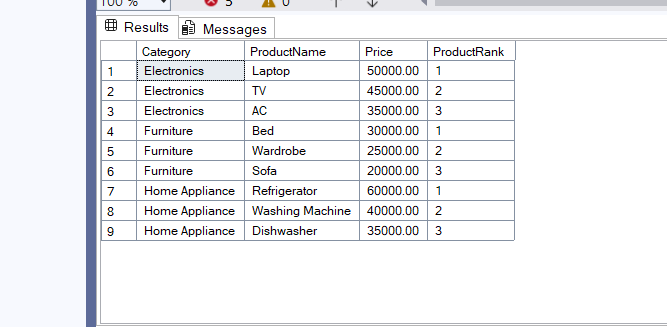 100 % 5 0
Results Messages
Category ProductName Price ProductRank
1 Electronics Laptop 50000.00 1
2 Electronics TV 45000.00 2
3 Electronics AC 35000.00 3
4 Furniture Bed 30000.00 1
5 Furniture Wardrobe 25000.00 2
6 Furniture Sofa 20000.00 3
7 Home Appliance Refrigerator 60000.00 1
8 Home Appliance Washing Machine 40000.00 2
9 Home Appliance Dishwasher 35000.00 3